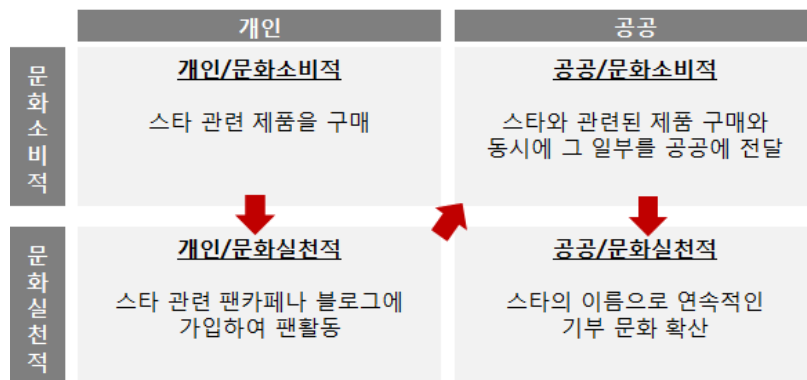 개인
공공
문화소비적
개인/문화소비적
스타 관련 제품을 구매
공공/문화소비적
스타와 관련된 제품 구매와
동시에 그 일부를 공공에 전달
문화실천적
개인/문화실천적
스타 관련 팬카페나 블로그에
가입하여 팬활동
공공/문화실천적
스타의 이름으로 연속적인
기부 문화 확산